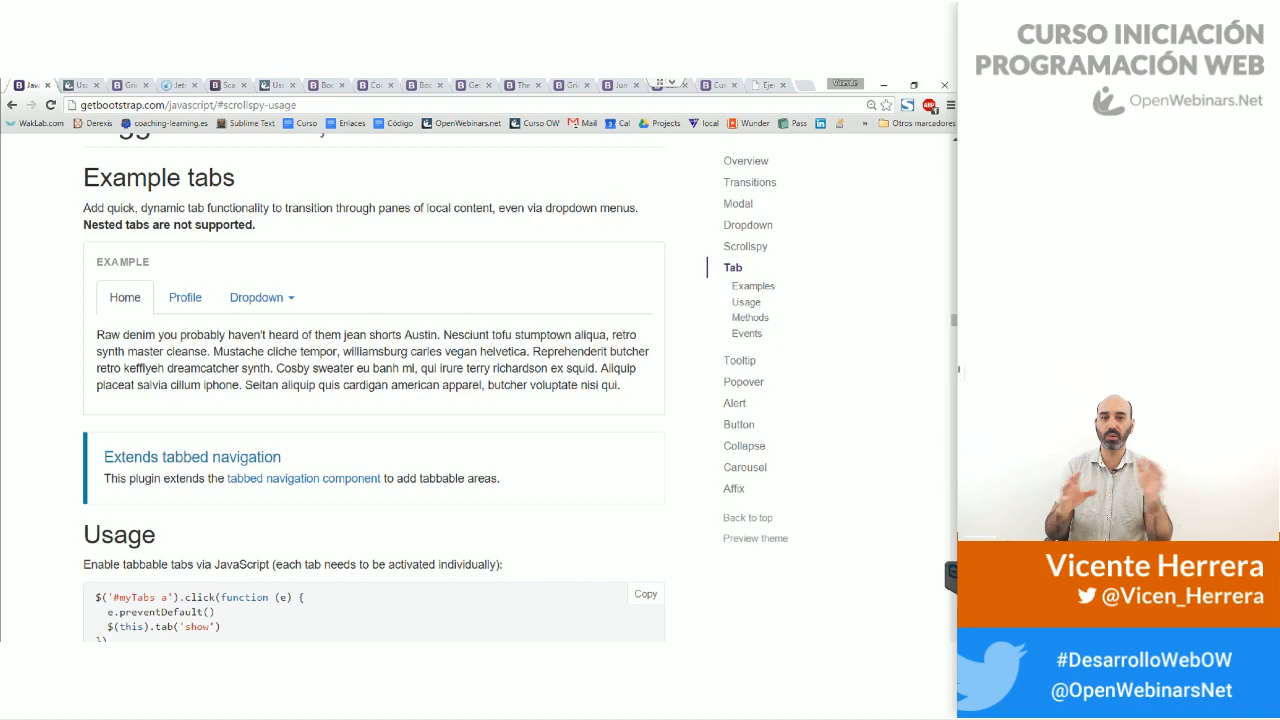 CURSO INICIACIÓN
PROGRAMACIÓN WEB
OpenWebinars.Net
Vicente
getbootstrap.com/javascript/#scrollspy-usage
WakLab.com Derexis coaching-learning.es Sublime Text Curso Enlaces Código OpenWebinars.net Curso OW Mail Cal Projects local Wunder Pass » Otros marcadores
Example tabs
Add quick, dynamic tab functionality to transition through panes of local content, even via dropdown menus.
Nested tabs are not supported.
EXAMPLE
Home Profile Dropdown
Raw denim you probably haven't heard of them jean shorts Austin. Nesciunt tofu stumptown aliqua, retro
synth master cleanse. Mustache cliche tempor, williamsburg carles vegan helvetica. Reprehenderit butcher
retro keffiyeh dreamcatcher synth. Cosby sweater eu banh mi, qui irure terry richardson ex squid. Aliquip
placeat salvia cillum iphone. Seitan aliquip quis cardigan american apparel, butcher voluptate nisi qui.
Extends tabbed navigation
This plugin extends the tabbed navigation component to add tabbable areas.
Usage
Enable tabbable tabs via JavaScript (each tab needs to be activated individually):
Copy
$('#myTabs a').click(function (e) {
e.preventDefault()
$(this).tab('show')
})
Overview
Transitions
Modal
Dropdown
Scrollspy
Tab
Examples
Usage
Methods
Events
Tooltip
Popover
Alert
Button
Collapse
Carousel
Affix
Back to top
Preview theme
Vicente Herrera
@Vicen_Herrera
#DesarrolloWebOW
@OpenWebinarsNet